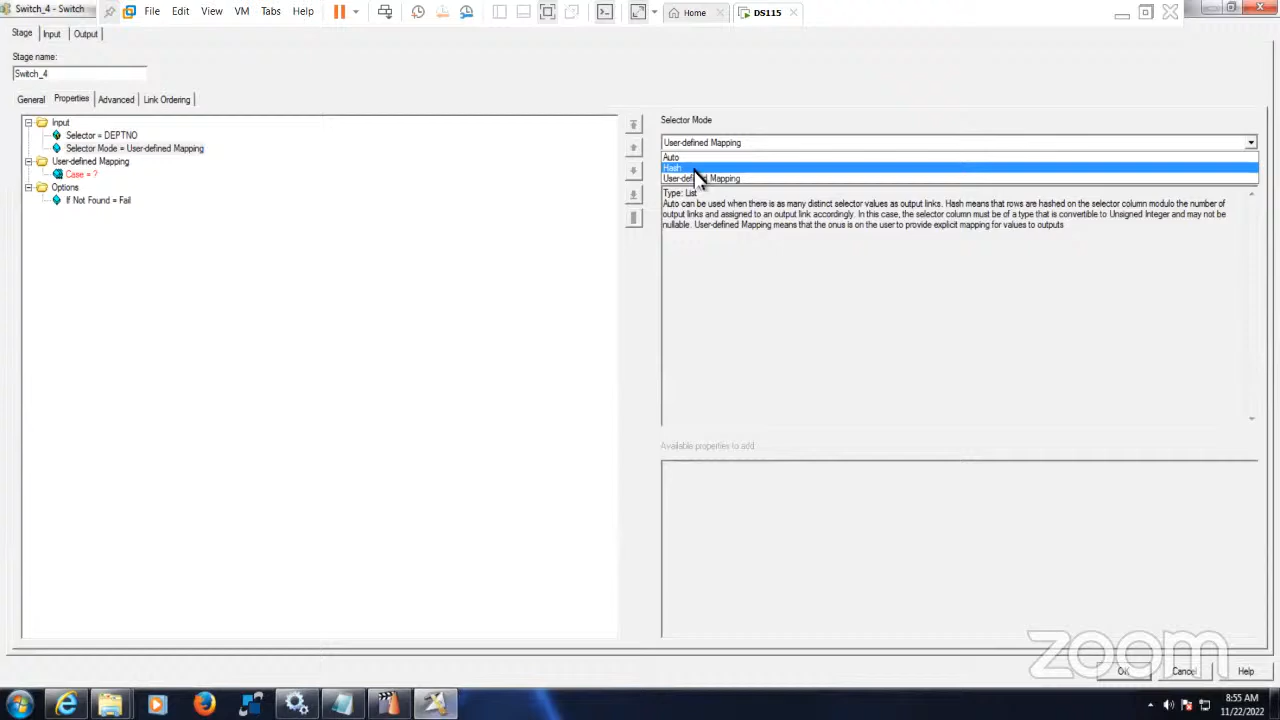 Switch_4 - Switch
File Edit View VM Tabs Help
Home
DS115
Stage Input Output
Stage name:
Switch_4
General Properties Advanced Link Ordering
Input
Selector = DEPTNO
Selector Mode = User-defined Mapping
User-defined Mapping
Case = ?
Options
If Not Found = Fail
Selector Mode
User-defined Mapping
Auto
Hash
User-defined Mapping
Type: List
Auto can be used when there is as many distinct selector values as output links. Hash means that rows are hashed on the selector column modulo the number of
output links and assigned to an output link accordingly. In this case, the selector column must be of a type that is convertible to Unsigned Integer and may not be
nullable. User-defined Mapping means that the onus is on the user to provide explicit mapping for values to outputs
Available properties to add
OK Cancel Help
zoom
8:55 AM
11/22/2022